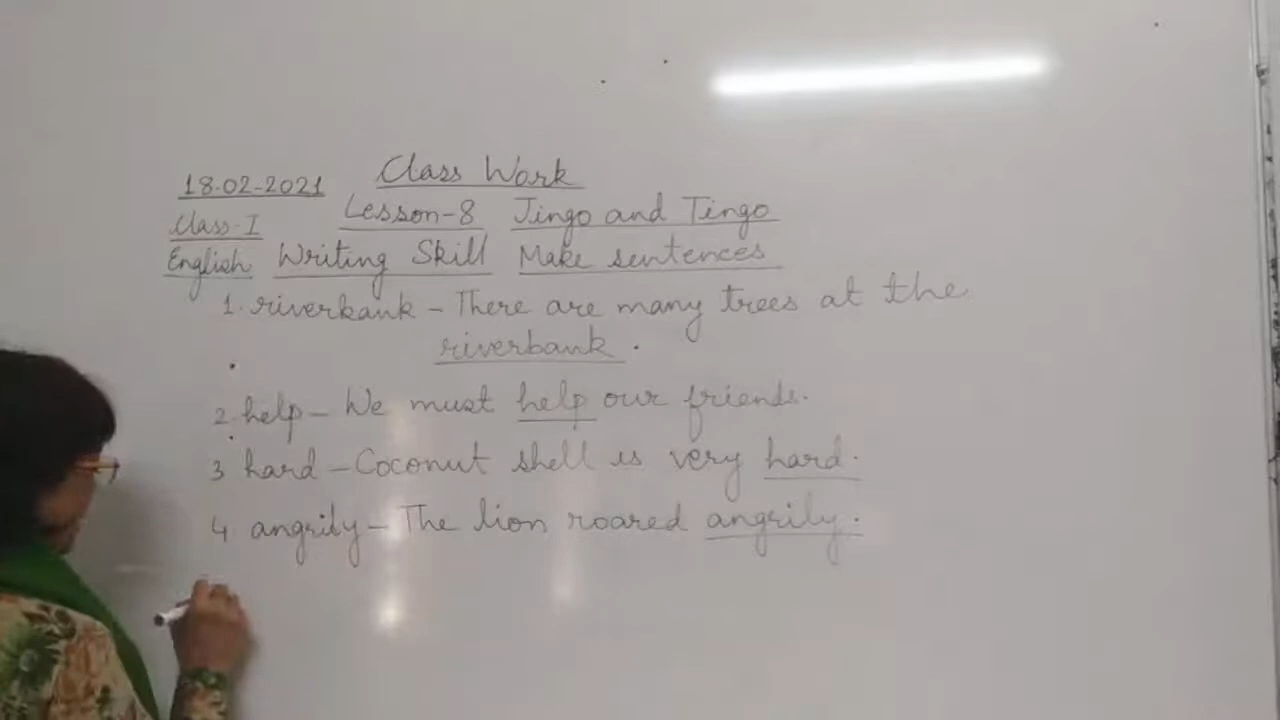 Class Work
18.02-2021
Lesson-8 Jingo and Tingo
Class-I
English Writing Skill Make sentences
1. riverbank – There are many trees at the
riverbank.
2. help – We must help our friends.
3 hard – Coconut shell is very hard.
4. angrily – The lion roared angrily.